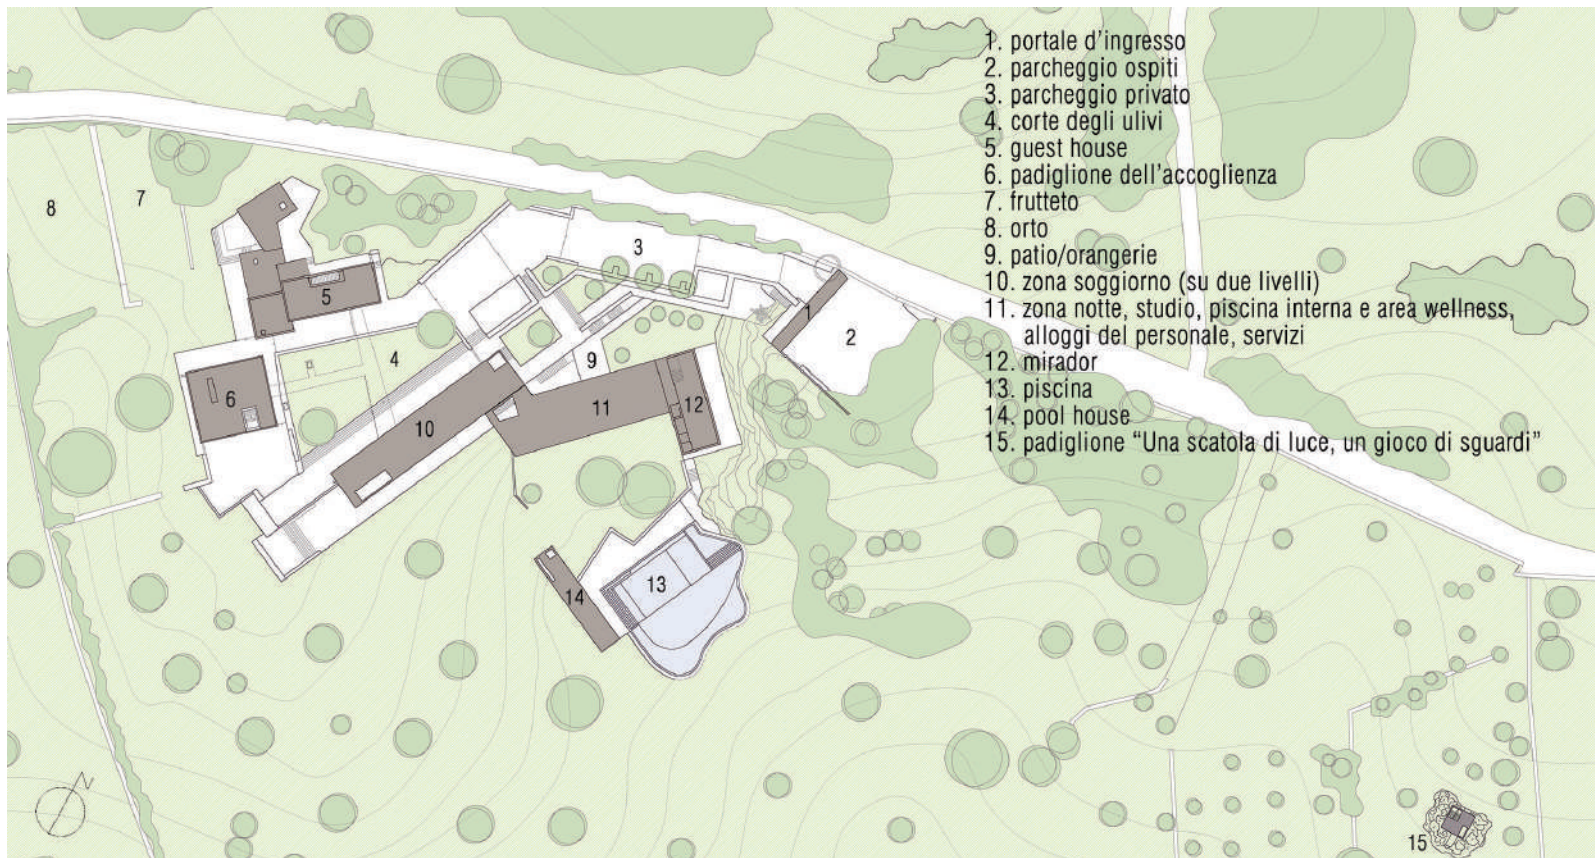 1. portale d'ingresso
2. parcheggio ospiti
3. parcheggio privato
4. corte degli ulivi
5. guest house
6. padiglione dell'accoglienza
7. frutteto
8. orto
9. patio/orangerie
10. zona soggiorno (su due livelli)
11. zona notte, studio, piscina interna e area wellness,
alloggi del personale, servizi
12. mirador
13. piscina
14. pool house
15. padiglione “Una scatola di luce, un gioco di sguardi”
7
8
3
5
1
2
4
9
6
11
12
10
13
14
N
15